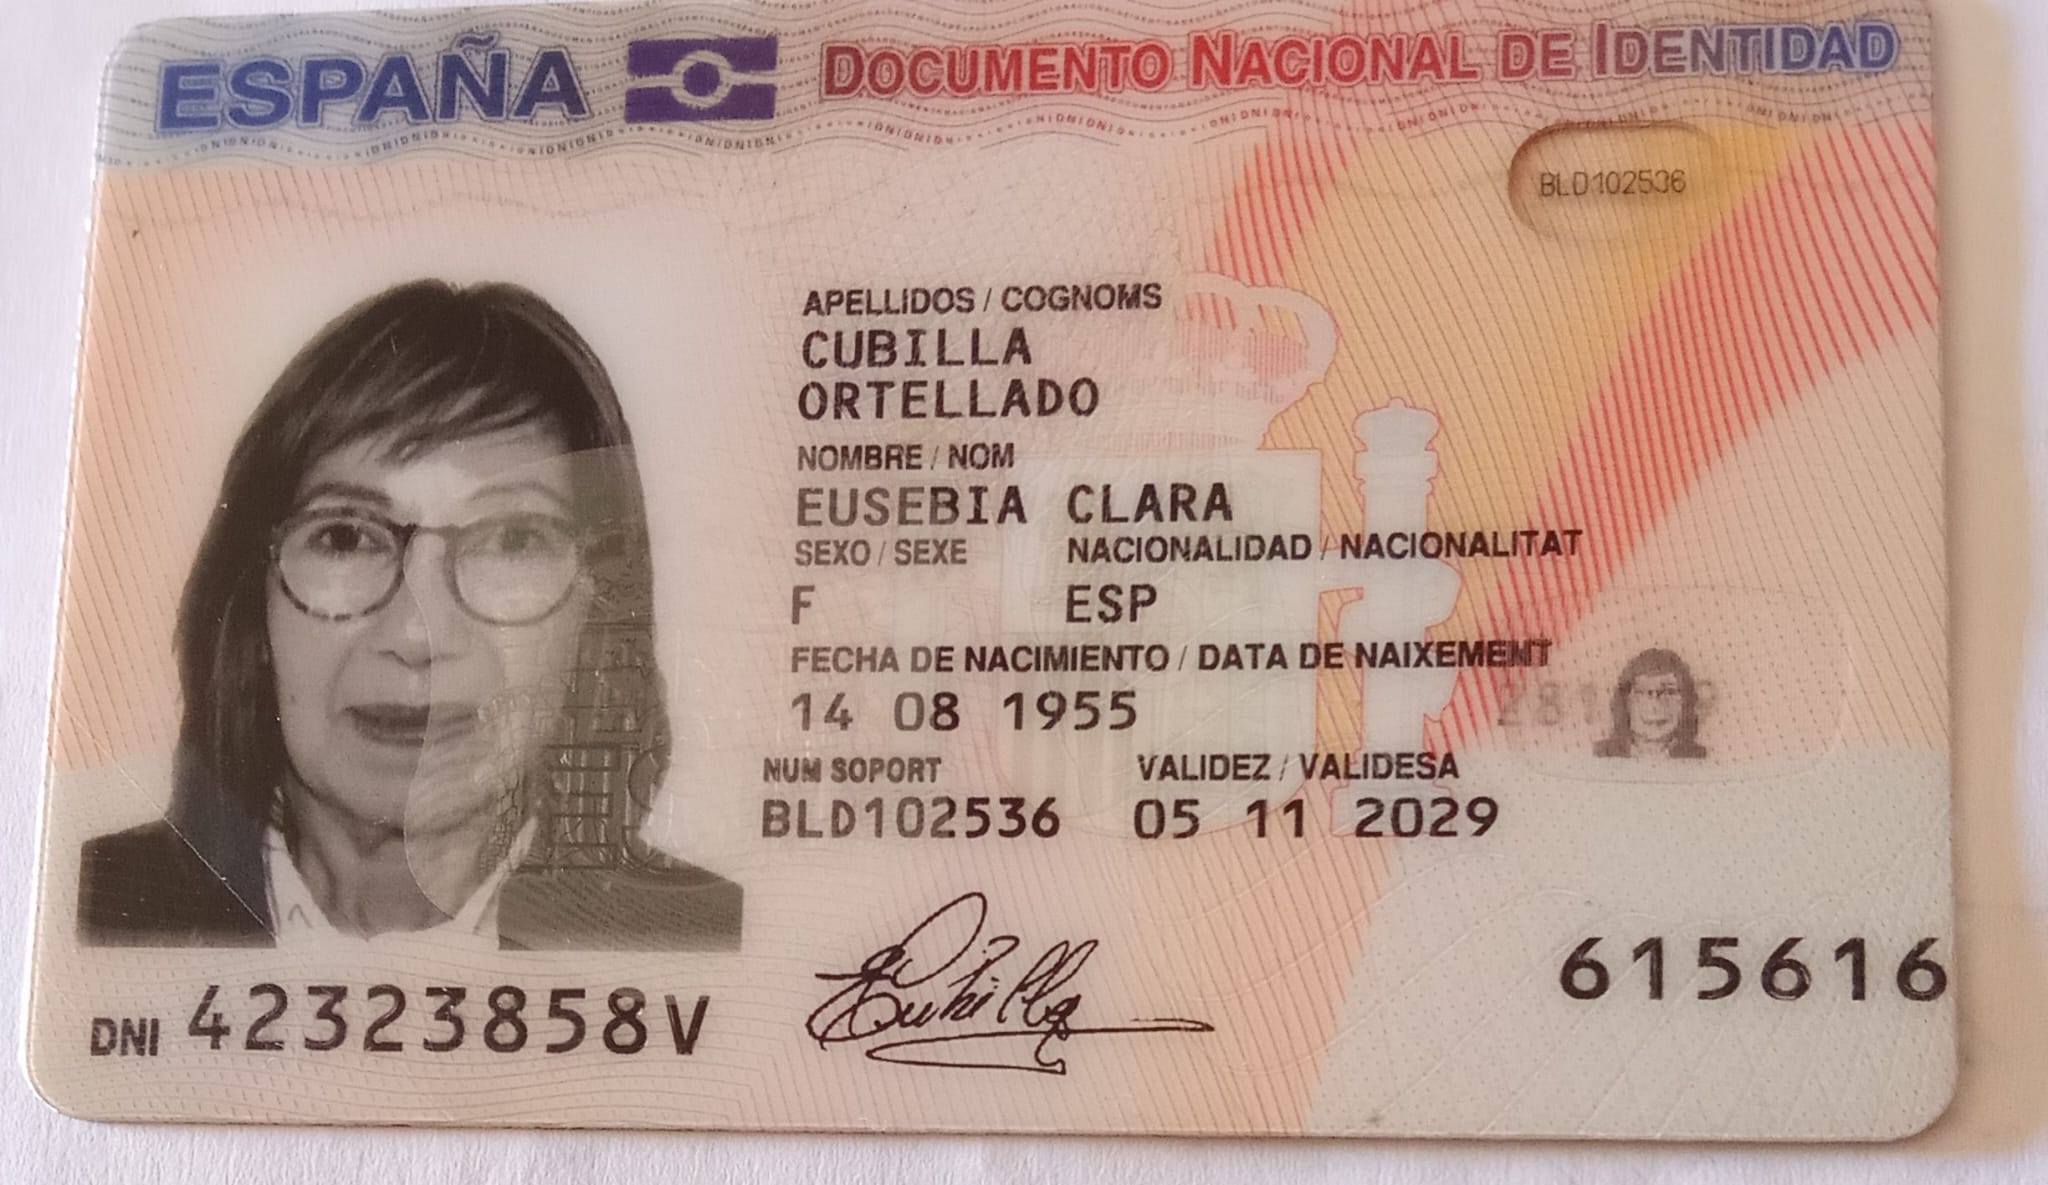 ESPAÑA DOCUMENTO NACIONAL DE IDENTIDAD
BLD102536
APELLIDOS / COGNOMS
CUBILLA
ORTELLADO
NOMBRE / NOM
EUSEBIA CLARA
SEXO / SEXE NACIONALIDAD / NACIONALITAT
F ESP
FECHA DE NACIMIENTO / DATA DE NAIXEMENT
14 08 1955
NUM SOPORT VALIDEZ / VALIDESA
BLD102536 05 11 2029
615616
DNI 42323858V